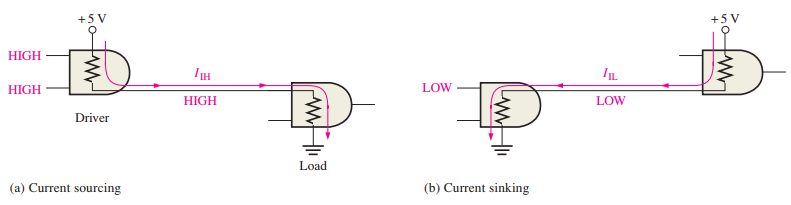 +5 V
HIGH
HIGH
I_IH
HIGH
Driver
Load
(a) Current sourcing
+5 V
LOW
I_IL
LOW
(b) Current sinking